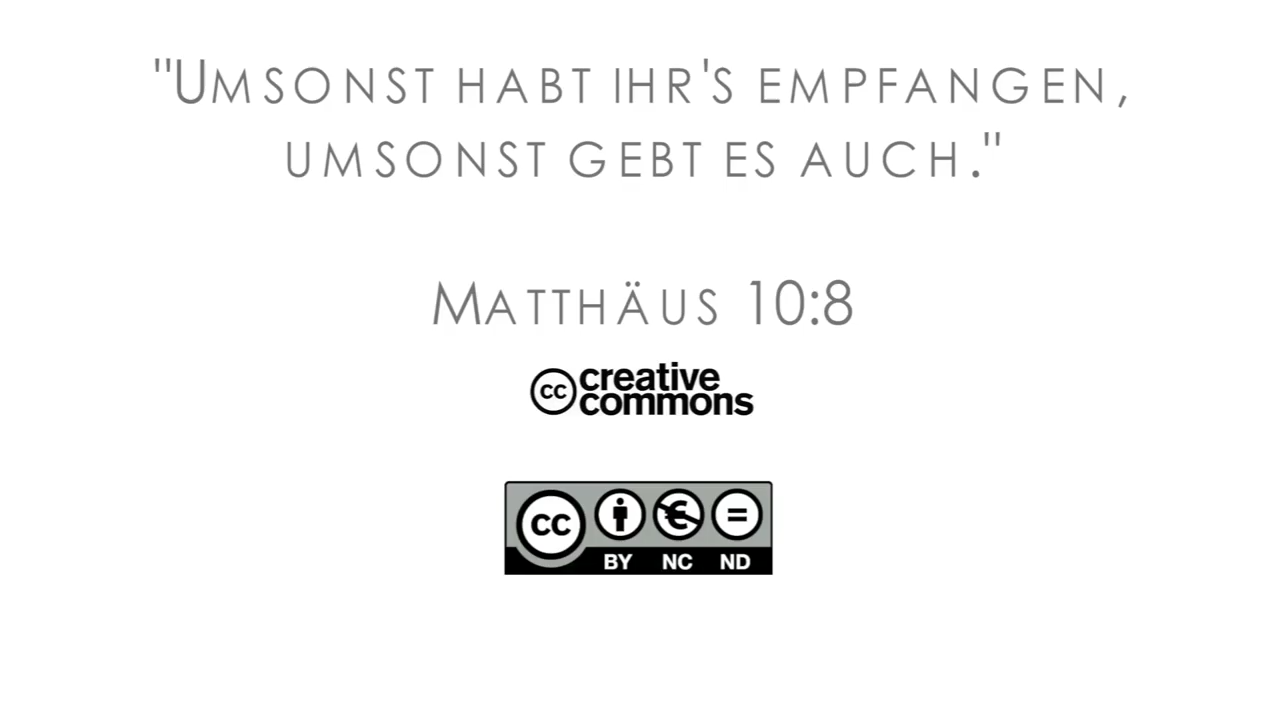 "Umsonst habt ihr's empfangen,
umsonst gebt es auch."
Matthäus 10:8
cc creative
commons
cc BY NC ND